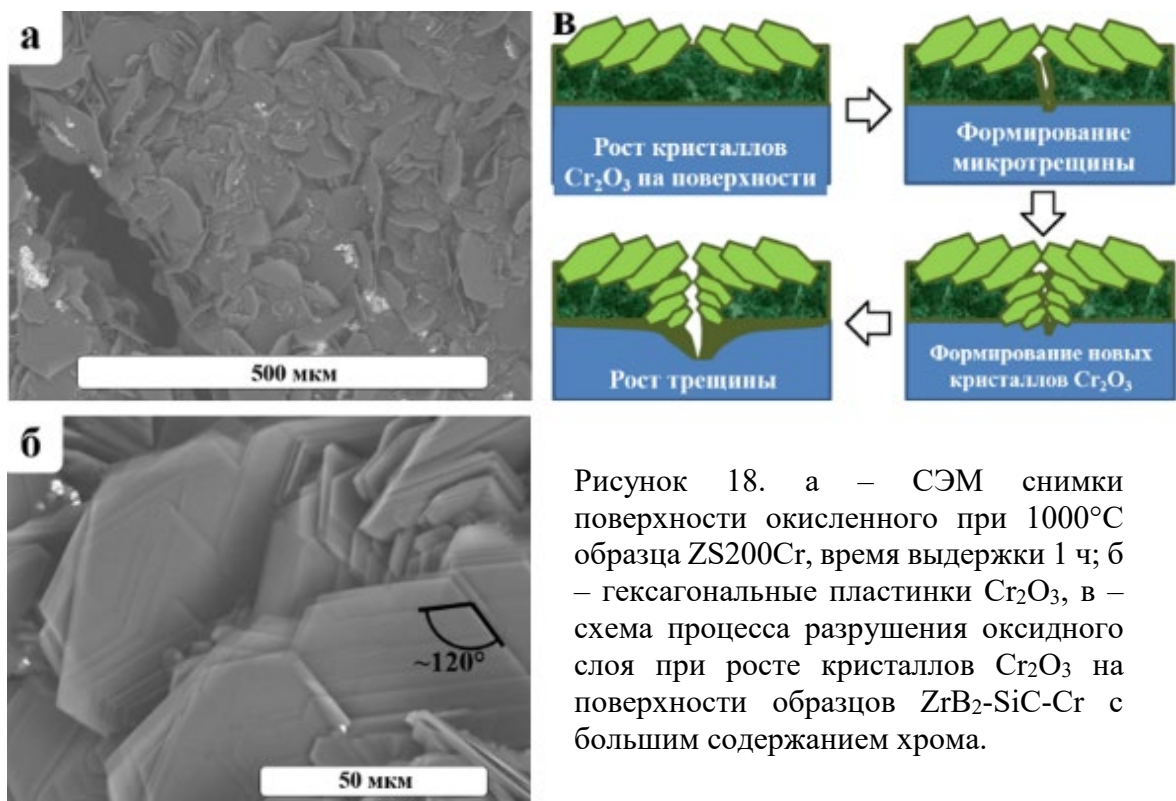 а
500 мкм
б
~120°
50 мкм
в
Рост кристаллов
Cr₂O₃ на поверхности
Формирование
микротрещины
Рост трещины
Формирование новых
кристаллов Cr₂O₃
Рисунок 18. а – СЭМ снимки
поверхности окисленного при 1000°С
образца ZS200Cr, время выдержки 1 ч; б
– гексагональные пластинки Cr₂O₃, в –
схема процесса разрушения оксидного
слоя при росте кристаллов Cr₂O₃ на
поверхности образцов ZrB₂-SiC-Cr с
большим содержанием хрома.